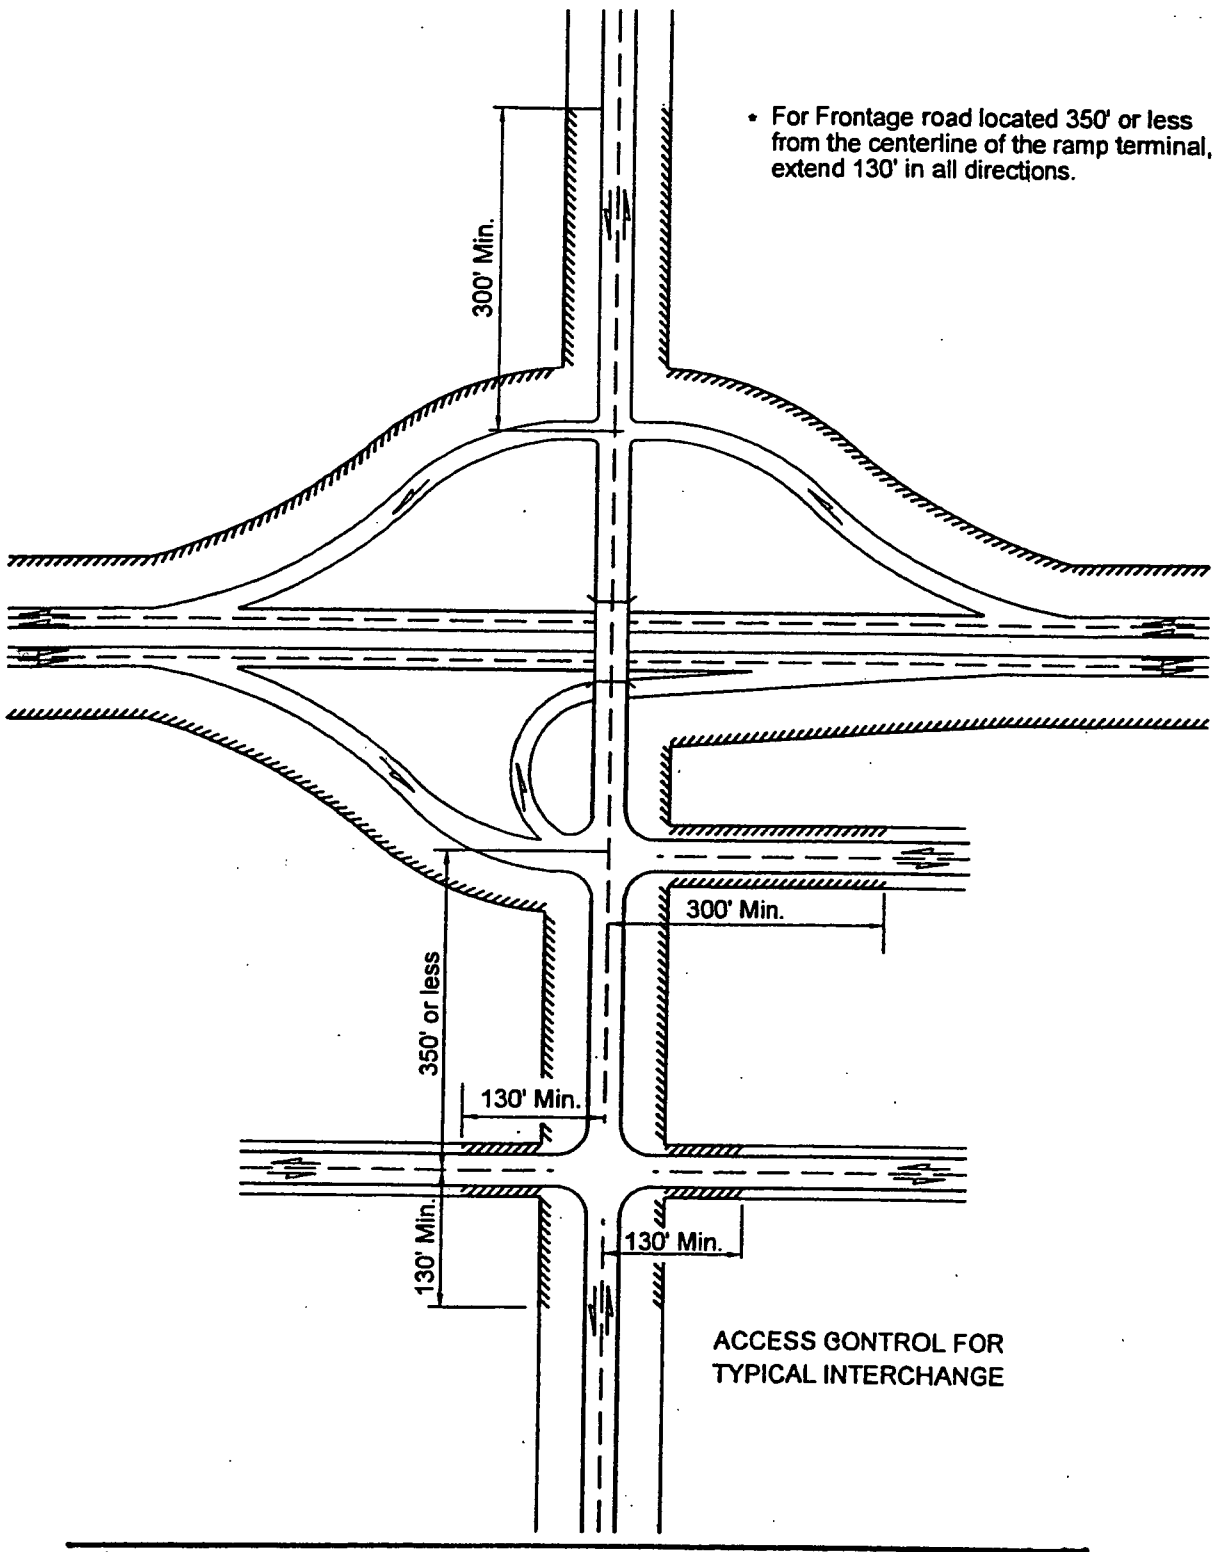 * For Frontage road located 350' or less
from the centerline of the ramp terminal,
extend 130' in all directions.
300' Min.
300' Min.
350' or less
130' Min.
130' Min.
130' Min.
ACCESS CONTROL FOR
TYPICAL INTERCHANGE